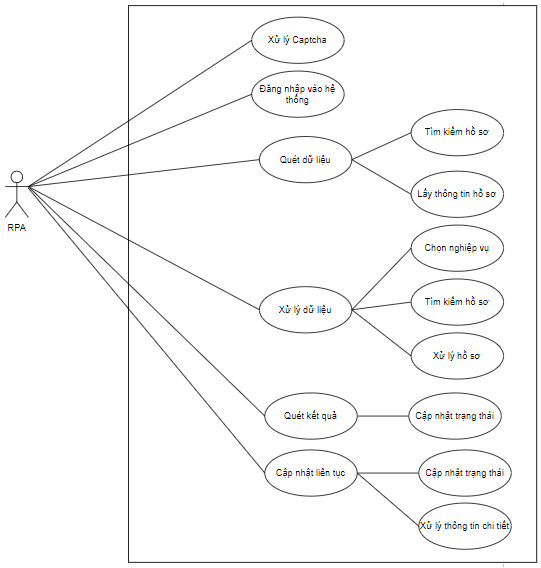 Xử lý Captcha
Đăng nhập vào hệ
thống
Quét dữ liệu
Tìm kiếm hồ sơ
Lấy thông tin hồ sơ
RPA
Chọn nghiệp vụ
Xử lý dữ liệu
Tìm kiếm hồ sơ
Xử lý hồ sơ
Quét kết quả
Cập nhật trạng thái
Cập nhật liên tục
Cập nhật trạng thái
Xử lý thông tin chi tiết